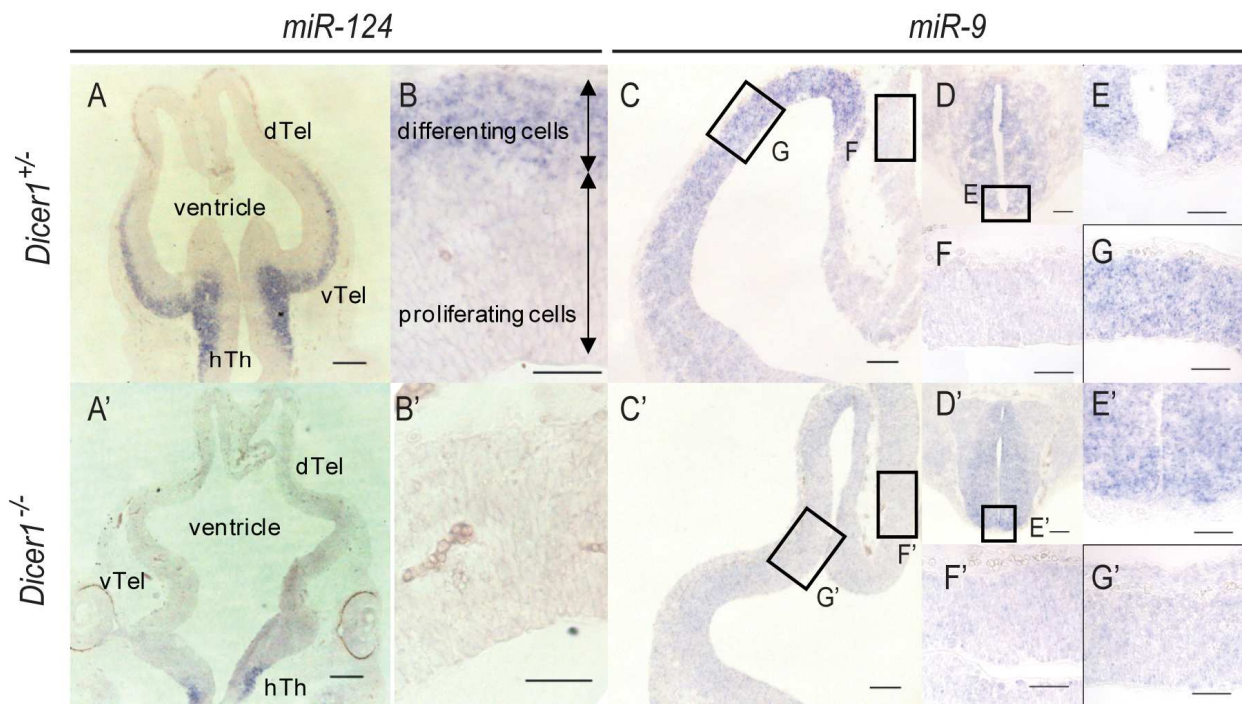 miR-124
miR-9
Dicer1+/-
A
dTel
ventricle
vTel
hTh
B
differenting cells
proliferating cells
C
G
F
D
E
E
F
G
Dicer1-/-
A'
dTel
ventricle
vTel
hTh
B'
C'
F'
G'
D'
E'
E'
F'
G'